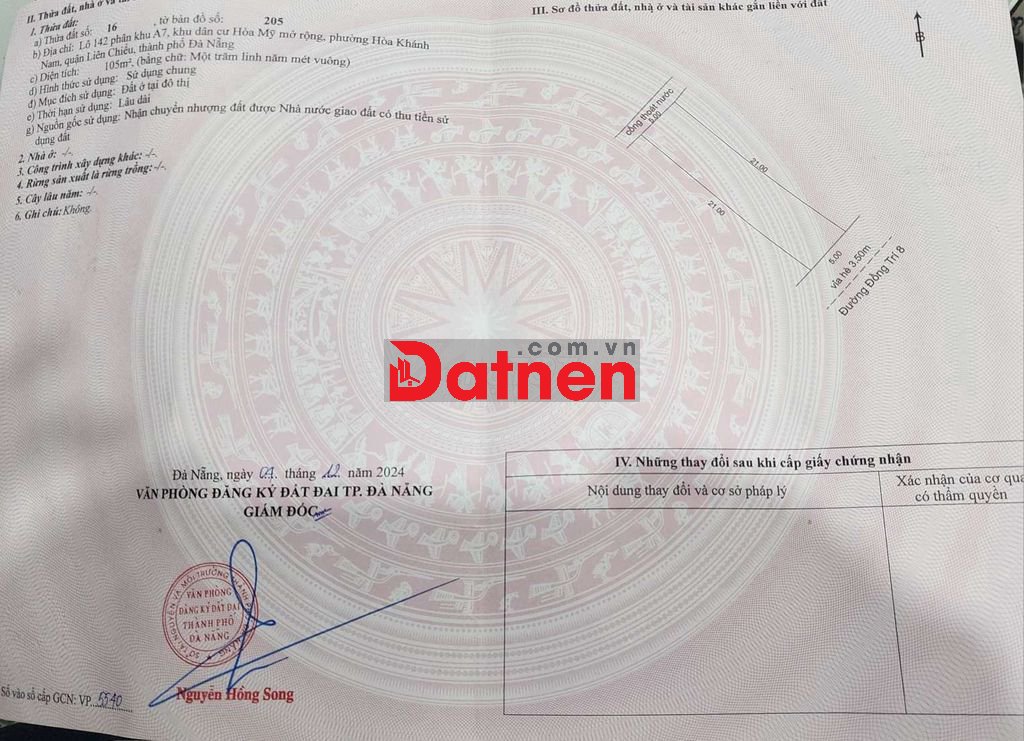 II. Thửa đất, nhà ở và
1. Thửa đất:
a) Thửa đất số: 16 , tờ bản đồ số: 205
b) Địa chỉ: Lô 142 phân khu A7, khu dân cư Hòa Mỹ mở rộng, phường Hòa Khánh
Nam, quận Liên Chiểu, thành phố Đà Nẵng
c) Diện tích: 105m², (bằng chữ: Một trăm linh năm mét vuông)
d) Hình thức sử dụng: Sử dụng chung
đ) Mục đích sử dụng: Đất ở tại đô thị
e) Thời hạn sử dụng: Lâu dài
g) Nguồn gốc sử dụng: Nhận chuyển nhượng đất được Nhà nước giao đất có thu tiền sử
dụng đất
2. Nhà ở: -/-.
3. Công trình xây dựng khác: -/-.
4. Rừng sản xuất là rừng trồng: -/-.
5. Cây lâu năm: -/-.
6. Ghi chú: Không.
III. Sơ đồ thửa đất, nhà ở và tài sản khác gắn liền với đất
B
cống thoát nước
5.00
21.00
21.00
5.00
vỉa hè 3.50m
Đường Đồng Trí 8
.com.vn
Datnen
Đà Nẵng, ngày 04 tháng 12 năm 2024
VĂN PHÒNG ĐĂNG KÝ ĐẤT ĐAI TP. ĐÀ NẴNG
GIÁM ĐỐC
SỞ TÀI NGUYÊN VÀ MÔI TRƯỜNG THÀNH PHỐ ĐÀ NẴNG
VĂN PHÒNG
ĐĂNG KÝ ĐẤT ĐAI
THÀNH PHỐ
ĐÀ NẴNG
Nguyễn Hồng Song
Số vào sổ cấp GCN: VP 5540
IV. Những thay đổi sau khi cấp giấy chứng nhận
Nội dung thay đổi và cơ sở pháp lý
Xác nhận của cơ qua
có thẩm quyền